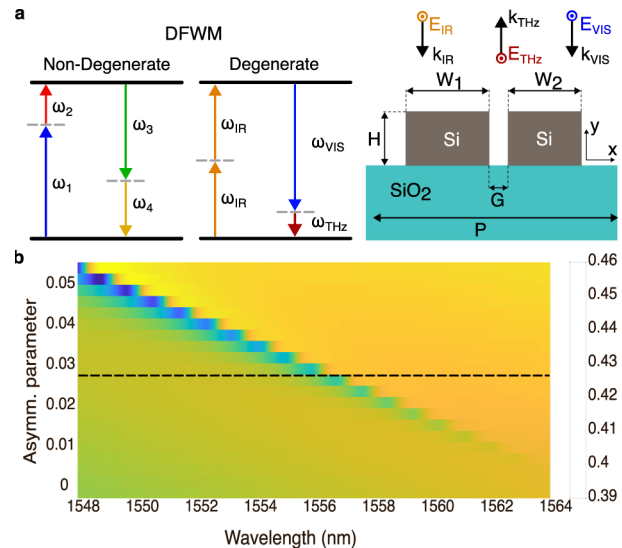 a
DFWM
Non-Degenerate
Degenerate
ω2
ω1
ω3
ω4
ωIR
ωIR
ωVIS
ωTHz
EIR
kIR
kTHz
ETHz
EVIS
kVIS
W1
W2
H
Si
Si
y
x
SiO2
G
P
b
Asymm. parameter
0.05
0.04
0.03
0.02
0.01
0
1548
1550
1552
1554
1556
1558
1560
1562
1564
Wavelength (nm)
0.46
0.45
0.44
0.43
0.42
0.41
0.4
0.39